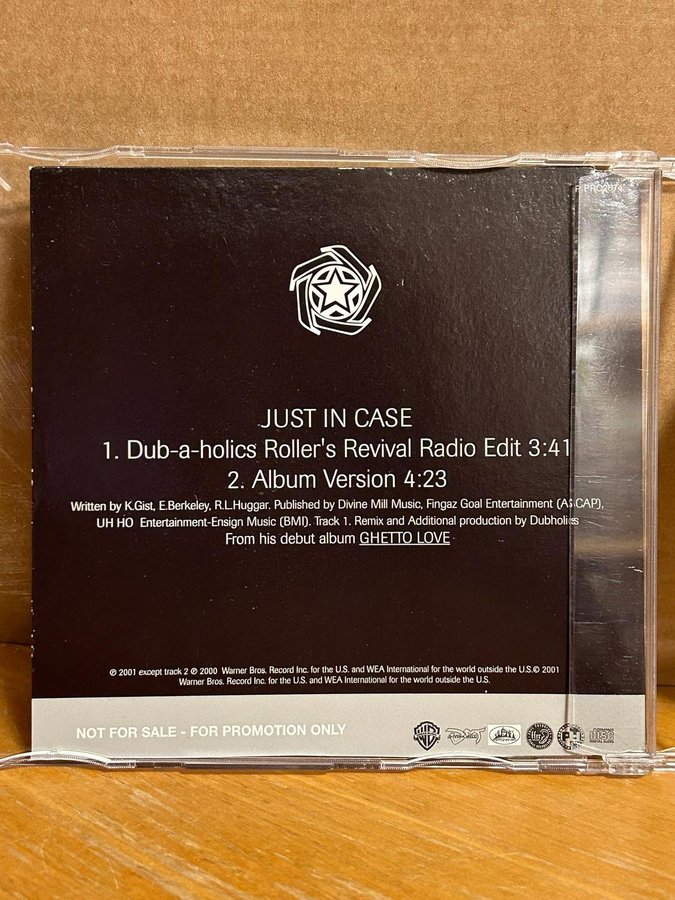 JUST IN CASE
1. Dub-a-holics Roller's Revival Radio Edit 3:41
2. Album Version 4:23
Written by K.Gist, E.Berkeley, R.L.Huggar. Published by Divine Mill Music, Fingaz Goal Entertainment (ASCAP),
UH HO Entertainment-Ensign Music (BMI). Track 1. Remix and Additional production by Dubholics
From his debut album GHETTO LOVE
℗ 2001 except track 2 ℗ 2000 Warner Bros. Record Inc. for the U.S. and WEA International for the world outside the U.S.© 2001
Warner Bros. Record Inc. for the U.S. and WEA International for the world outside the U.S.
NOT FOR SALE - FOR PROMOTION ONLY